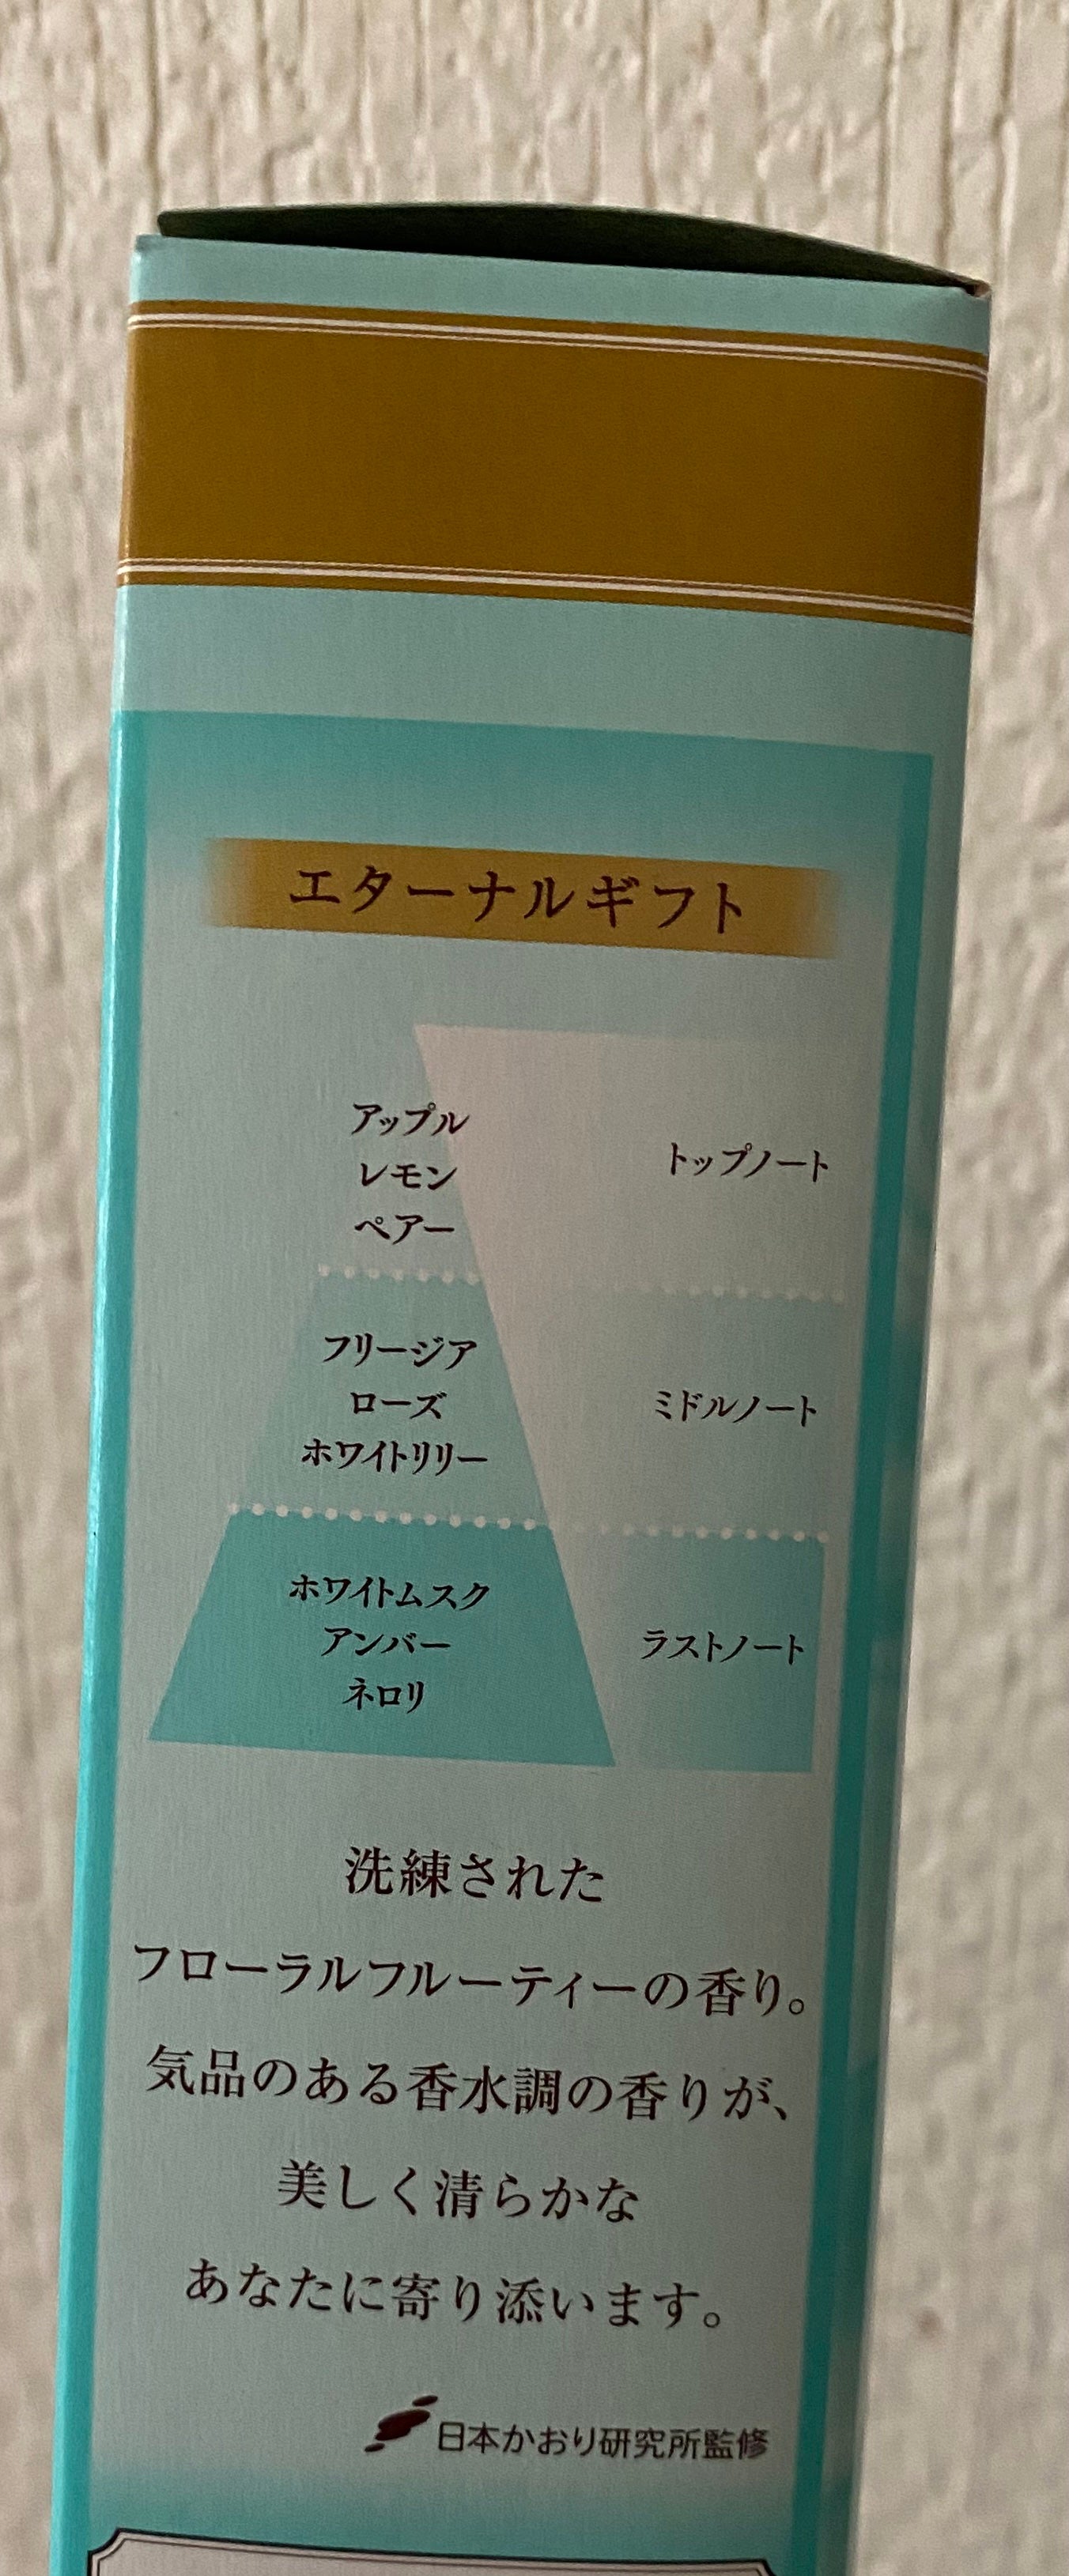 エターナルギフト
アップル
レモン
ペアー
トップノート
フリージア
ローズ
ホワイトリリー
ミドルノート
ホワイトムスク
アンバー
ネロリ
ラストノート
洗練された
フローラルフルーティーの香り。
気品のある香水調の香りが、
美しく清らかな
あなたに寄り添います。
日本かおり研究所監修